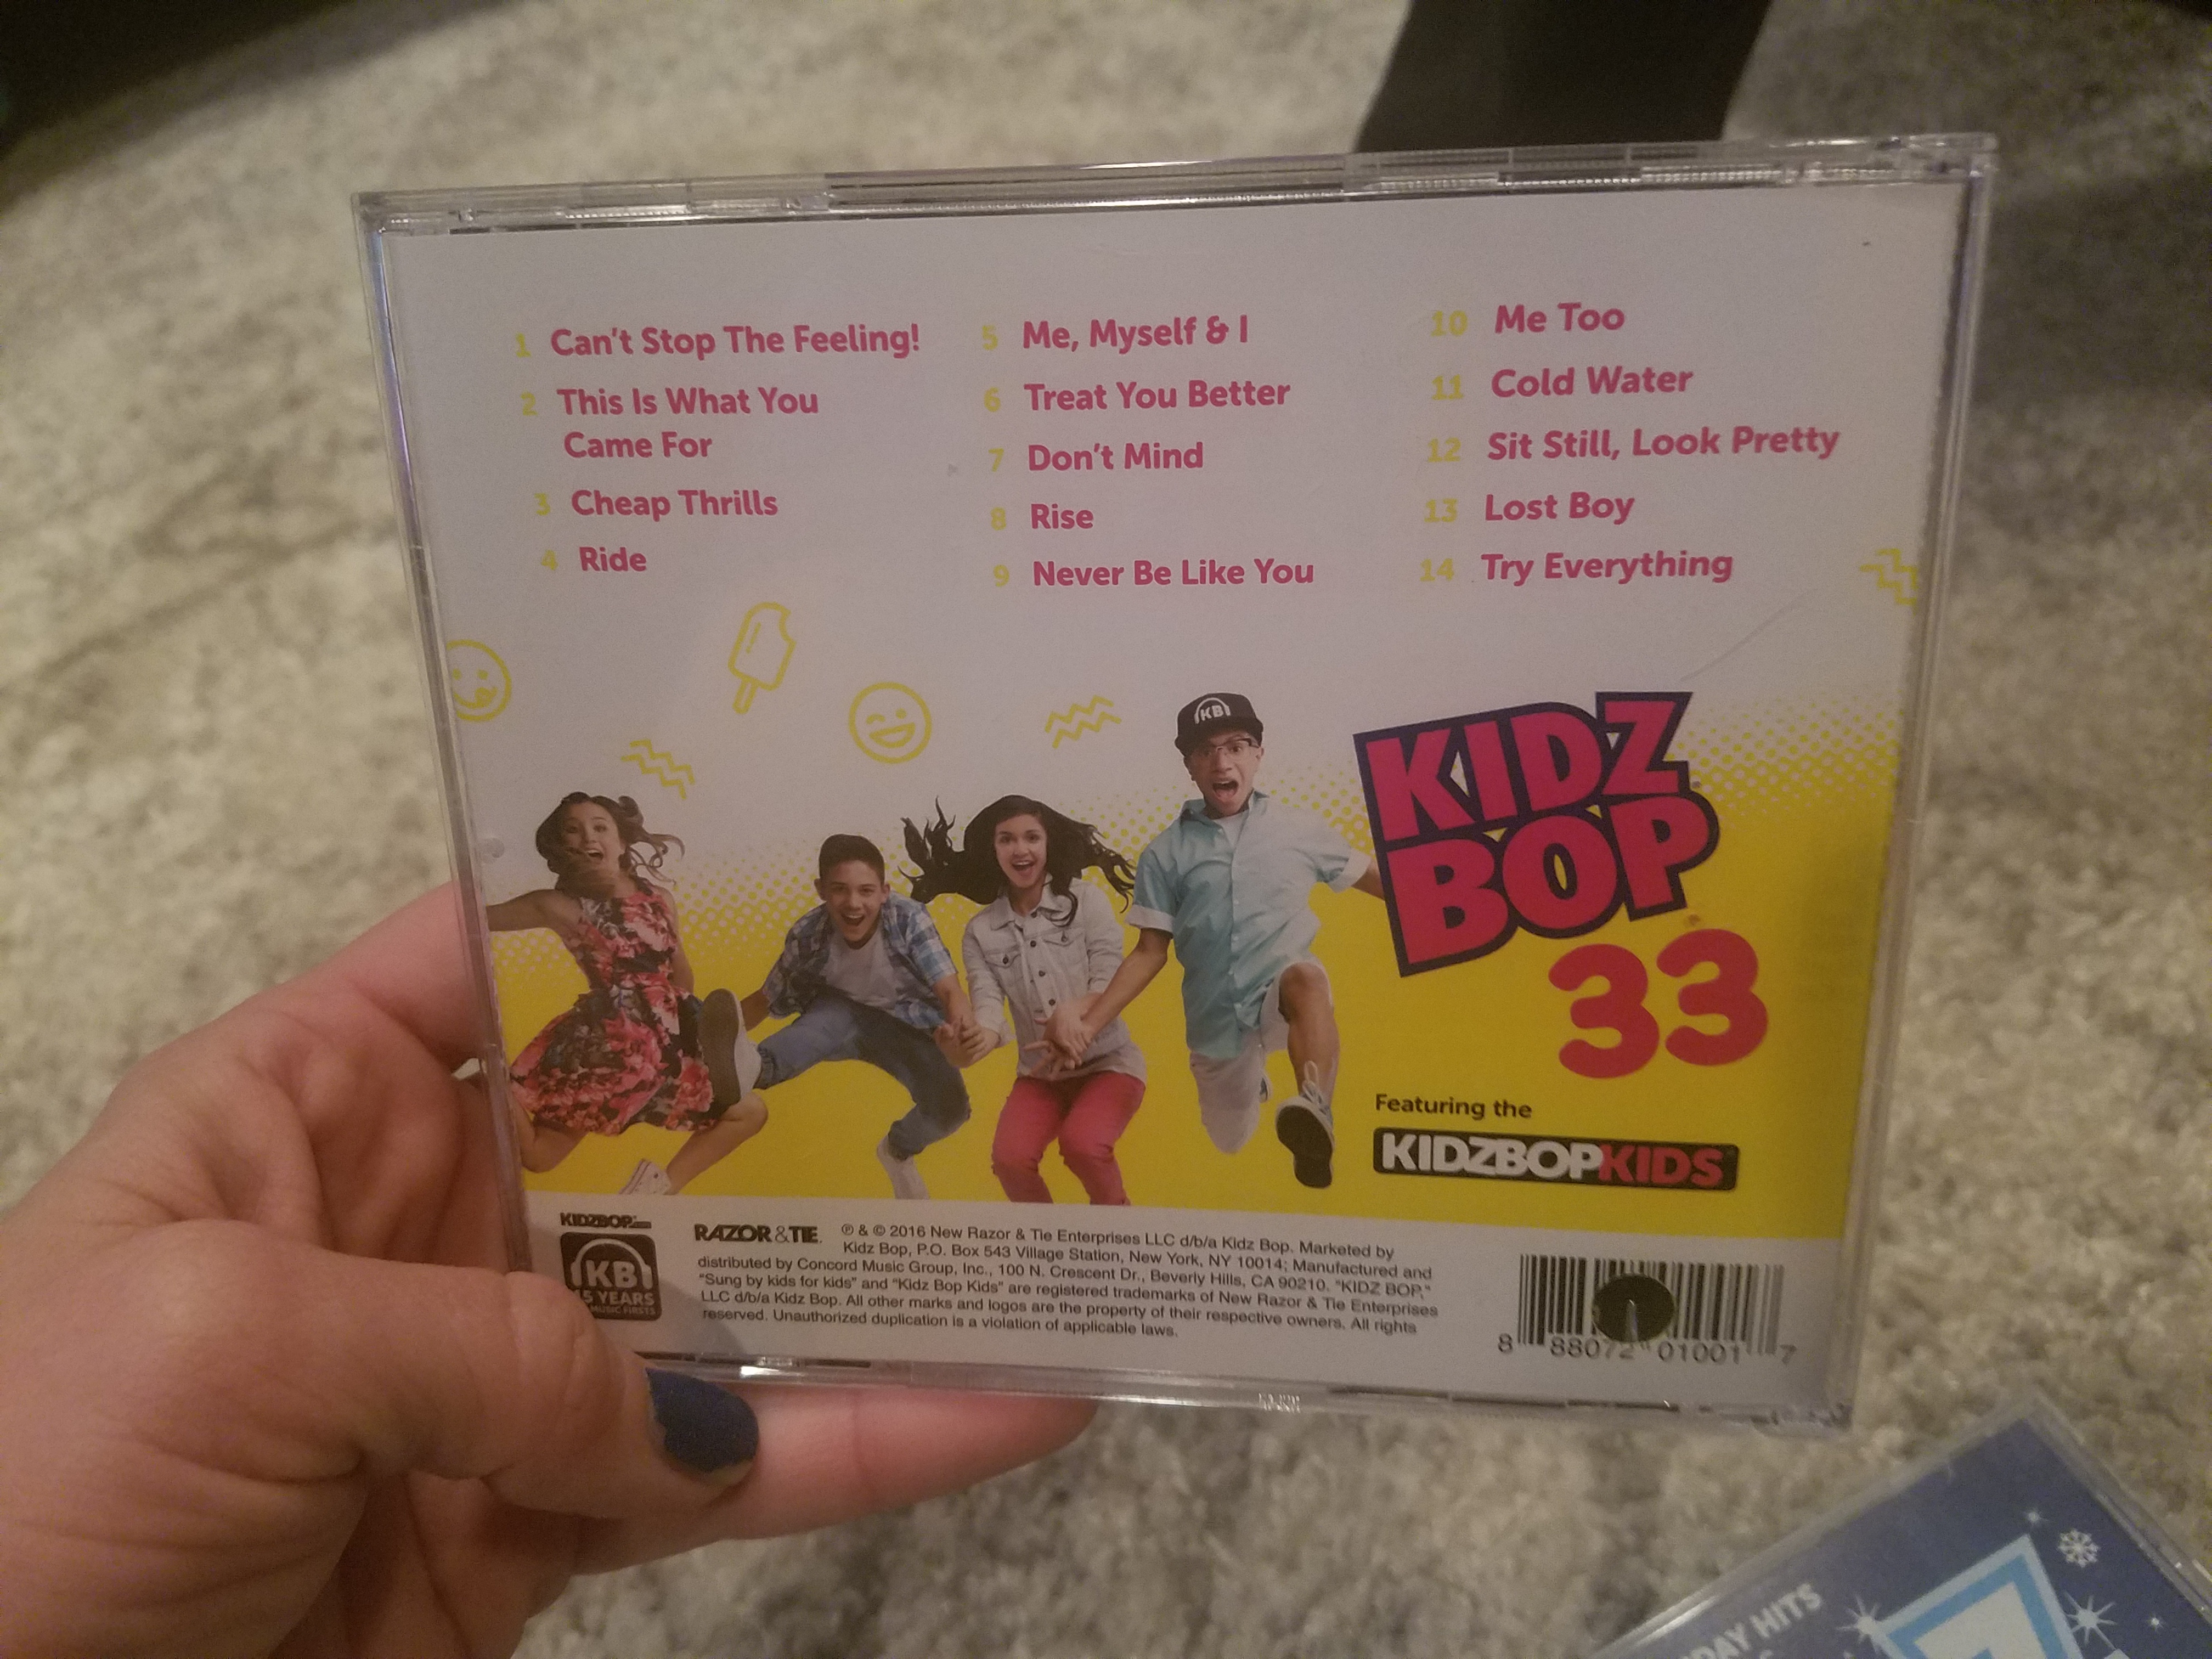 1 Can't Stop The Feeling!
2 This Is What You
Came For
3 Cheap Thrills
4 Ride
5 Me, Myself & I
6 Treat You Better
7 Don't Mind
8 Rise
9 Never Be Like You
10 Me Too
11 Cold Water
12 Sit Still, Look Pretty
13 Lost Boy
14 Try Everything
KB
KIDZ
BOP
33
Featuring the
KIDZBOPKIDS
KIDZBOP
KB
15 YEARS
MUSIC FIRSTS
RAZOR & TIE
℗ & © 2016 New Razor & Tie Enterprises LLC d/b/a Kidz Bop. Marketed by
Kidz Bop, P.O. Box 543 Village Station, New York, NY 10014; Manufactured and
distributed by Concord Music Group, Inc., 100 N. Crescent Dr., Beverly Hills, CA 90210. "KIDZ BOP,"
"Sung by kids for kids" and "Kidz Bop Kids" are registered trademarks of New Razor & Tie Enterprises
LLC d/b/a Kidz Bop. All other marks and logos are the property of their respective owners. All rights
reserved. Unauthorized duplication is a violation of applicable laws.
8 88072 01001 7
DAY HITS